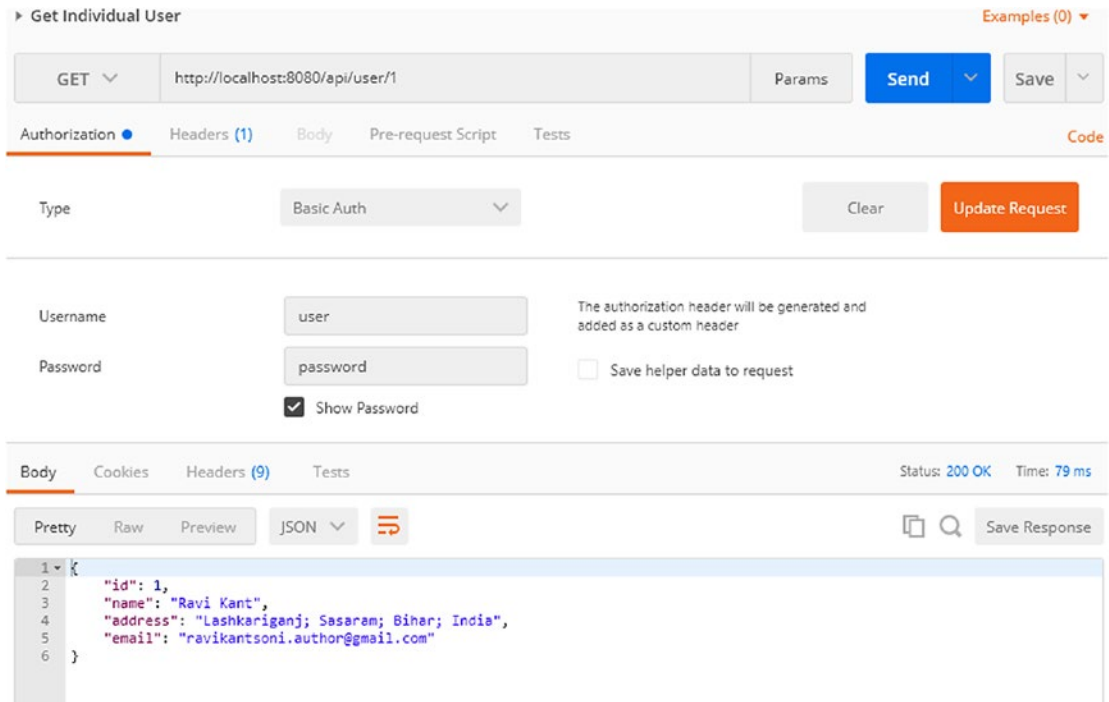 Get Individual User Examples (0)
GET http://localhost:8080/api/user/1 Params Send Save
Authorization Headers (1) Body Pre-request Script Tests Code
Type Basic Auth Clear Update Request
Username user The authorization header will be generated and
added as a custom header
Password password Save helper data to request
Show Password
Body Cookies Headers (9) Tests Status: 200 OK Time: 79 ms
Pretty Raw Preview JSON Save Response
1 {
2 "id": 1,
3 "name": "Ravi Kant",
4 "address": "Lashkariganj; Sasaram; Bihar; India",
5 "email": "ravikantsoni.author@gmail.com"
6 }